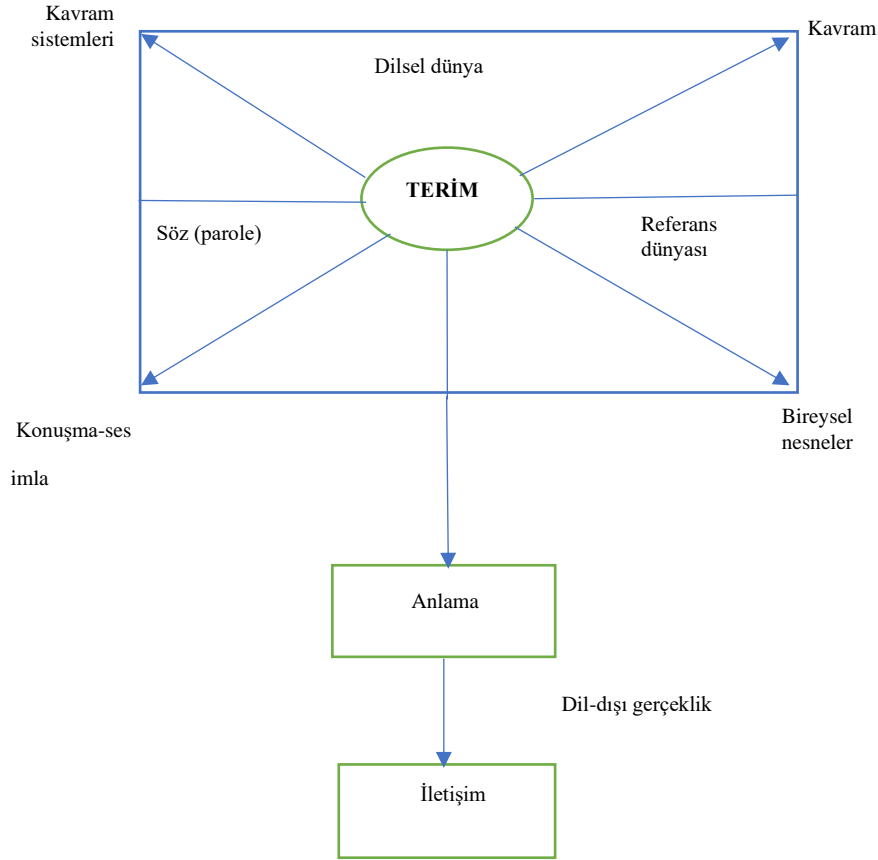 Kavram
sistemleri
Kavram
Dilsel dünya
TERİM
Söz (parole)
Referans
dünyası
Konuşma-ses
imla
Bireysel
nesneler
Anlama
Dil-dışı gerçeklik
İletişim